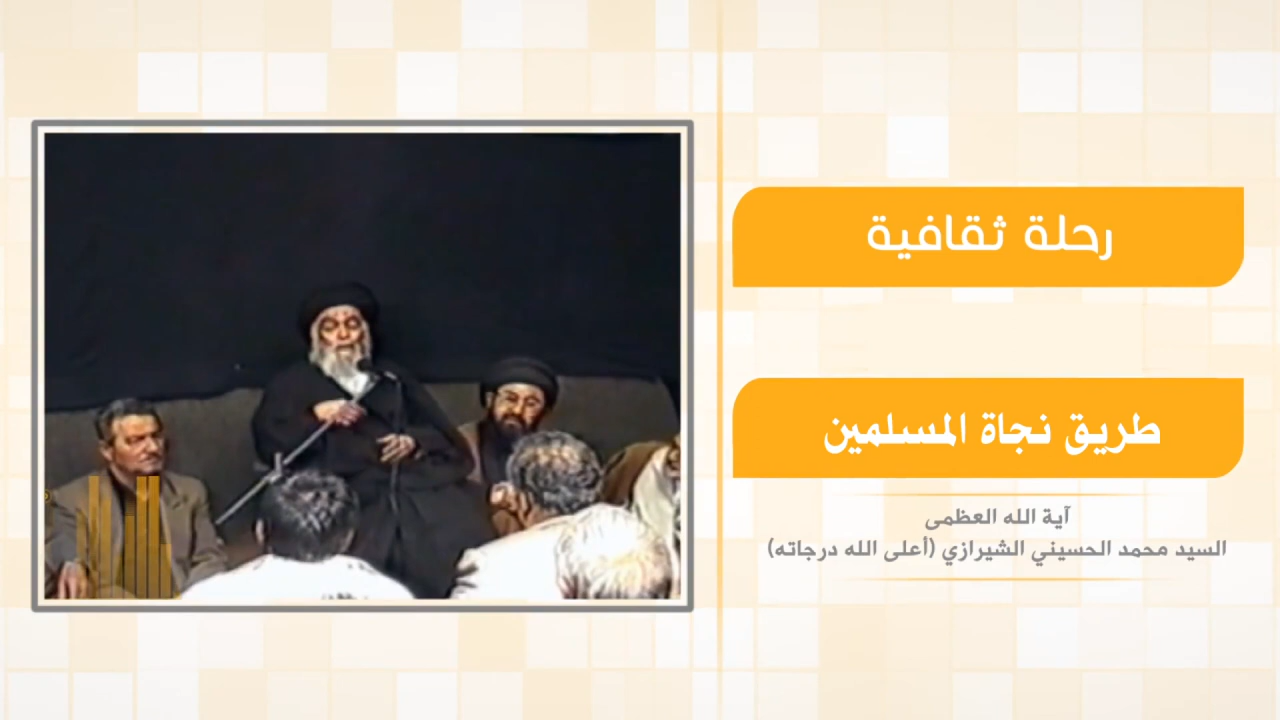 رحلة ثقافية
طريق نجاة المسلمين
آية الله العظمى
السيد محمد الحسيني الشيرازي (أعلى الله درجاته)